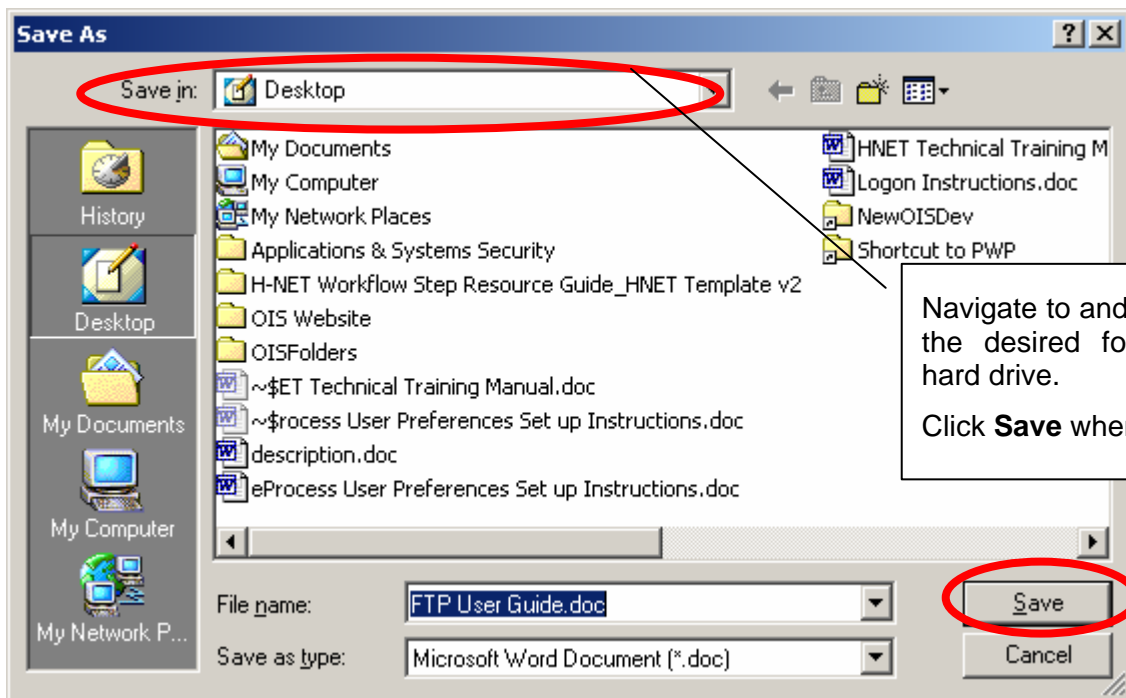 Save As
Save in: Desktop
History
Desktop
My Documents
My Computer
My Network P...
My Documents
My Computer
My Network Places
Applications & Systems Security
H-NET Workflow Step Resource Guide_HNET Template v2
OIS Website
OISFolders
~$ET Technical Training Manual.doc
~$rocess User Preferences Set up Instructions.doc
description.doc
eProcess User Preferences Set up Instructions.doc
HNET Technical Training M
Logon Instructions.doc
NewOISDev
Shortcut to PWP
Navigate to and
the desired fo
hard drive.
Click Save when
File name: FTP User Guide.doc
Save
Save as type: Microsoft Word Document (*.doc)
Cancel